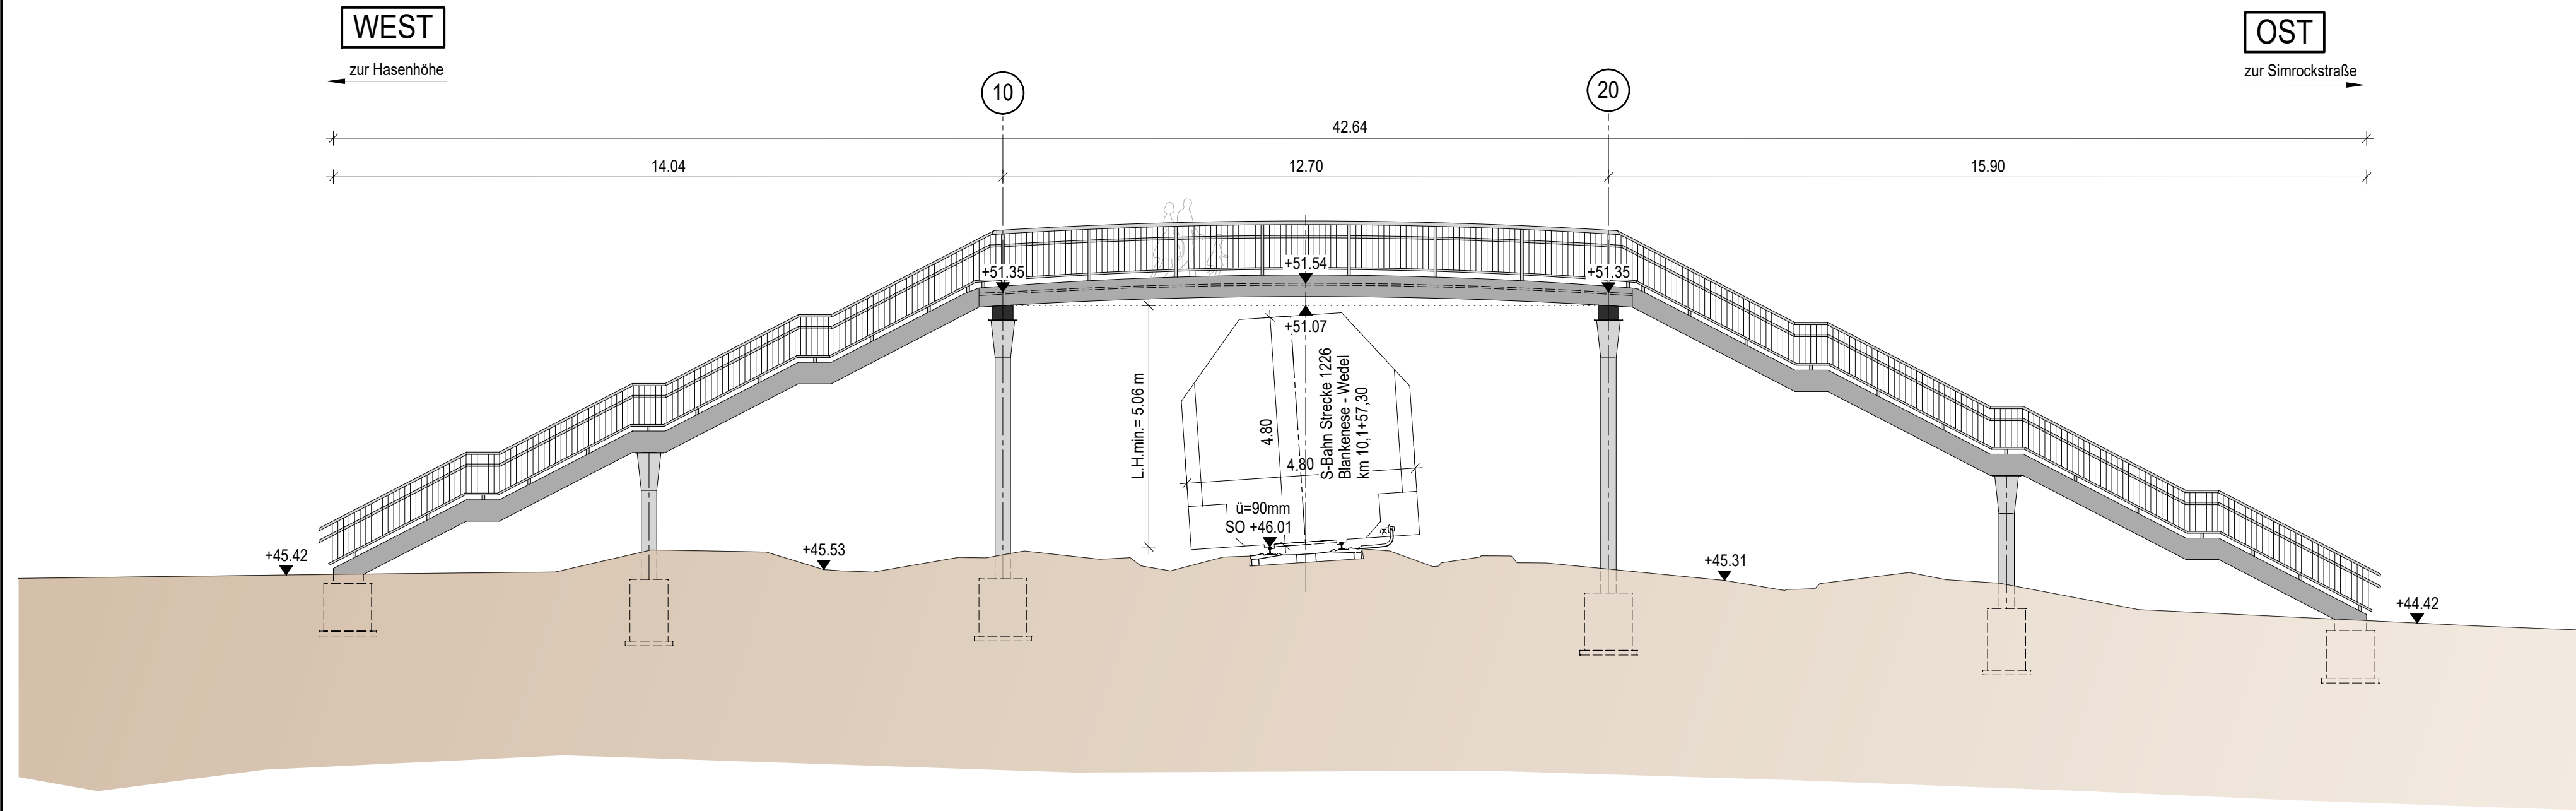 WEST
zur Hasenhöhe
OST
zur Simrockstraße
10
20
42.64
14.04
12.70
15.90
+51.35
+51.54
+51.35
+51.07
L.H.min.= 5.06 m
4.80
4.80
S-Bahn Strecke 1226
Blankenese - Wedel
km 10,1+57,30
ü=90mm
SO +46.01
+45.42
+45.53
+45.31
+44.42